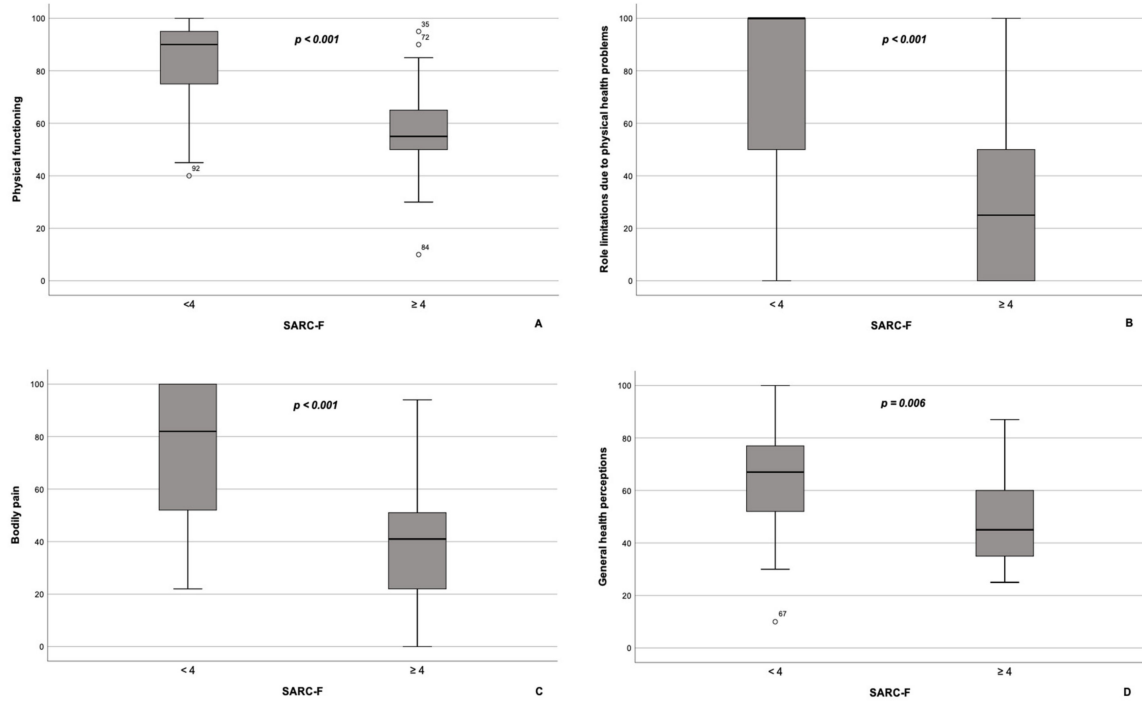 Physical functioning
100
80
60
40
20
0
p < 0.001
92
35
72
84
<4
≥ 4
SARC-F
A
Role limitations due to physical health problems
100
80
60
40
20
0
p < 0.001
< 4
≥ 4
SARC-F
B
Bodily pain
100
80
60
40
20
0
p < 0.001
< 4
≥ 4
SARC-F
C
General health perceptions
100
80
60
40
20
0
p = 0.006
67
< 4
≥ 4
SARC-F
D